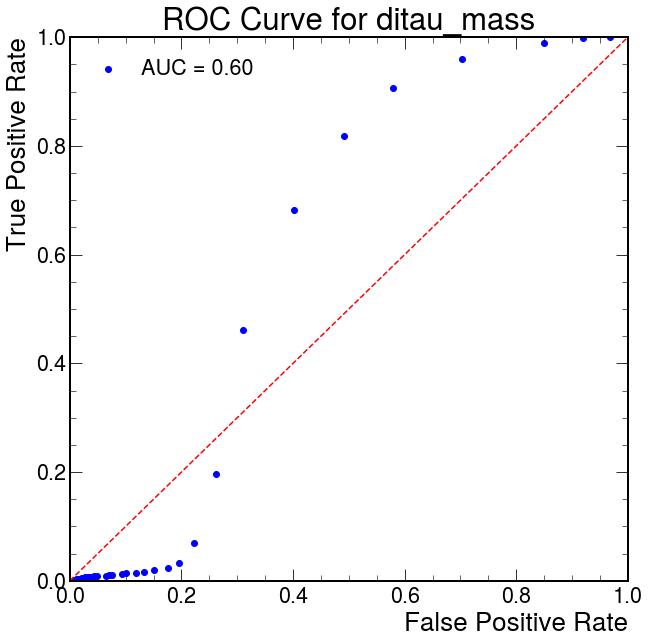 ROC Curve for ditau_mass
AUC = 0.60
True Positive Rate
1.0
0.8
0.6
0.4
0.2
0.0
0.0 0.2 0.4 0.6 0.8 1.0
False Positive Rate